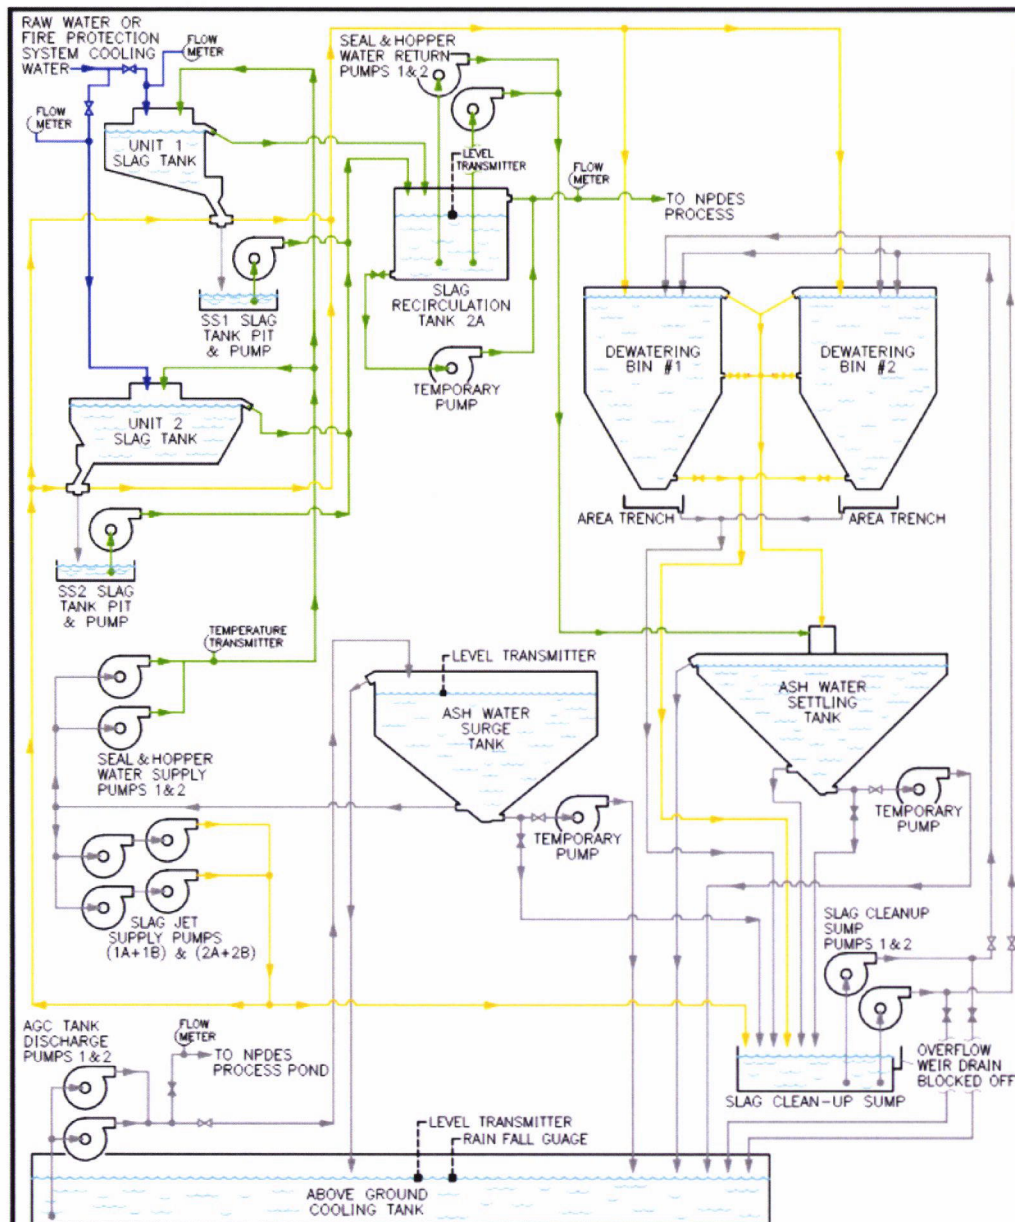 RAW WATER OR
FIRE PROTECTION
SYSTEM COOLING
WATER
FLOW
METER
FLOW
METER
UNIT 1
SLAG TANK
SS1 SLAG
TANK PIT
& PUMP
UNIT 2
SLAG TANK
SS2 SLAG
TANK PIT
& PUMP
SEAL & HOPPER
WATER RETURN
PUMPS 1&2
LEVEL
TRANSMITTER
FLOW
METER
TO NPDES
PROCESS
SLAG
RECIRCULATION
TANK 2A
TEMPORARY
PUMP
DEWATERING
BIN #1
DEWATERING
BIN #2
AREA TRENCH
AREA TRENCH
TEMPERATURE
TRANSMITTER
SEAL & HOPPER
WATER SUPPLY
PUMPS 1&2
LEVEL TRANSMITTER
ASH WATER
SURGE
TANK
TEMPORARY
PUMP
ASH WATER
SETTLING
TANK
TEMPORARY
PUMP
SLAG JET
SUPPLY PUMPS
(1A+1B) & (2A+2B)
SLAG CLEANUP
SUMP
PUMPS 1&2
AGC TANK
DISCHARGE
PUMPS 1&2
FLOW
METER
TO NPDES
PROCESS POND
OVERFLOW
WEIR DRAIN
BLOCKED OFF
SLAG CLEAN-UP SUMP
LEVEL TRANSMITTER
RAIN FALL GUAGE
ABOVE GROUND
COOLING TANK